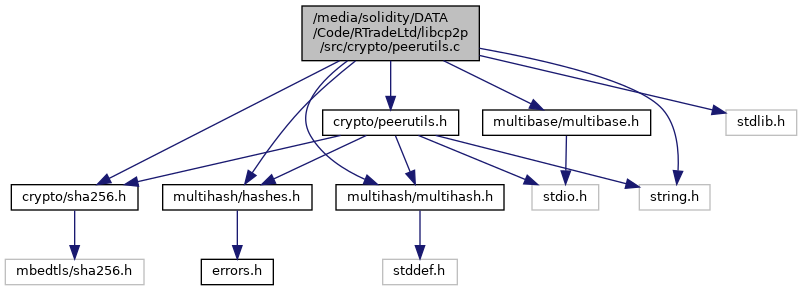 /media/solidity/DATA
/Code/RTradeLtd/libcp2p
/src/crypto/peerutils.c
crypto/peerutils.h
multibase/multibase.h
stdlib.h
crypto/sha256.h
multihash/hashes.h
multihash/multihash.h
stdio.h
string.h
mbedtls/sha256.h
errors.h
stddef.h